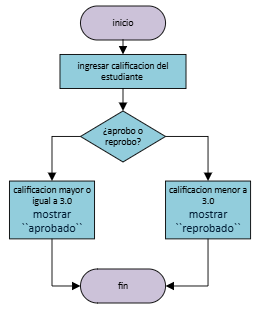 inicio
ingresar calificacion del
estudiante
¿aprobo o
reprobo?
calificacion mayor o
igual a 3.0
mostrar
``aprobado``
calificacion menor a
3.0
mostrar
``reprobado``
fin